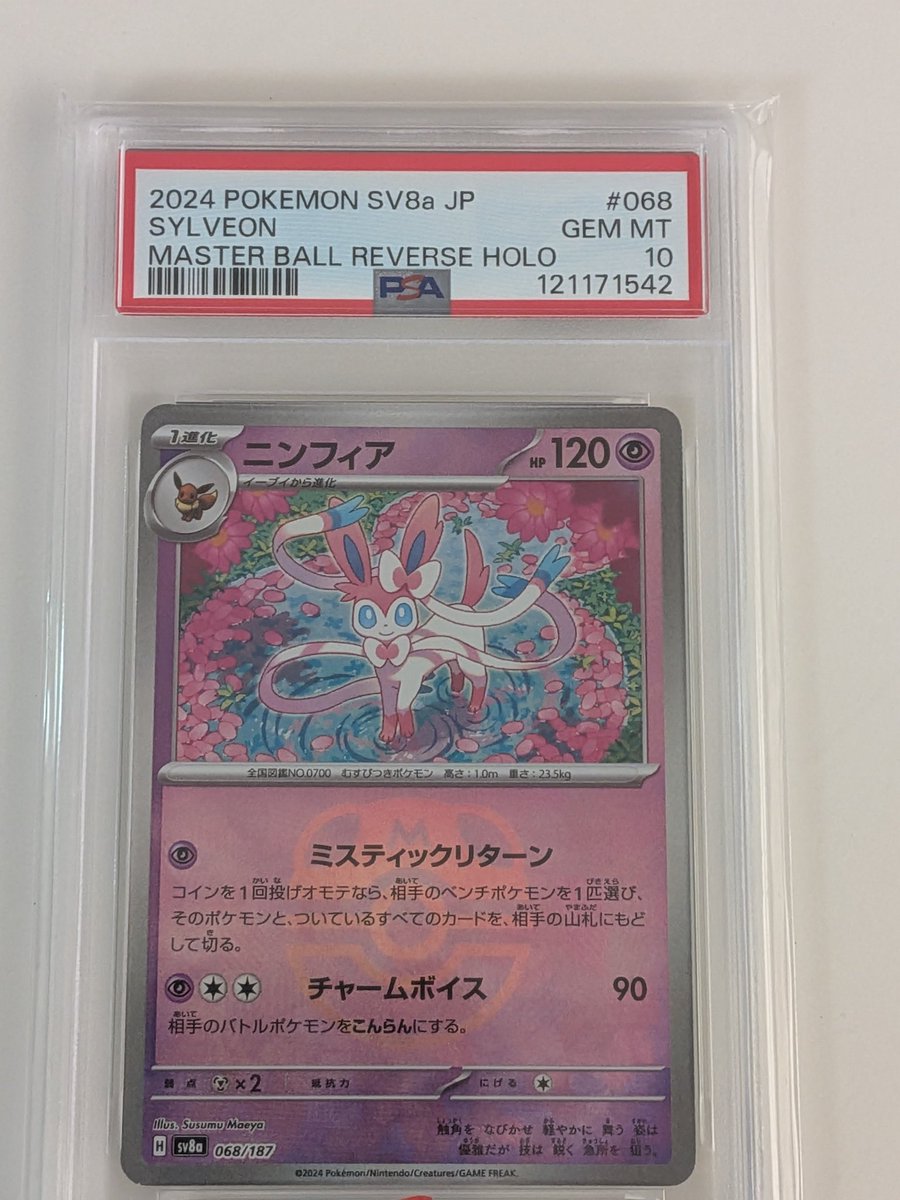 2024 POKEMON SV8a JP #068
SYLVEON GEM MT
MASTER BALL REVERSE HOLO 10
121171542
PSA
1進化
ニンフィア
HP 120
イーブイから進化
全国図鑑NO.0700 むすびつきポケモン 高さ：1.0m 重さ：23.5kg
M
ミスティックリターン
コインを1回投げオモテなら、相手のベンチポケモンを1匹選び、
そのポケモンと、ついているすべてのカードを、相手の山札にもど
して切る。
チャームボイス 90
相手のバトルポケモンをこんらんにする。
弱点 ×2 抵抗力 にげる
Illus. Susumu Maeya
H sv8a 068/187
触角を なびかせ 軽やかに 舞う 姿は
優雅だが 技は 鋭く 急所を 狙う。
©2024 Pokémon/Nintendo/Creatures/GAME FREAK.